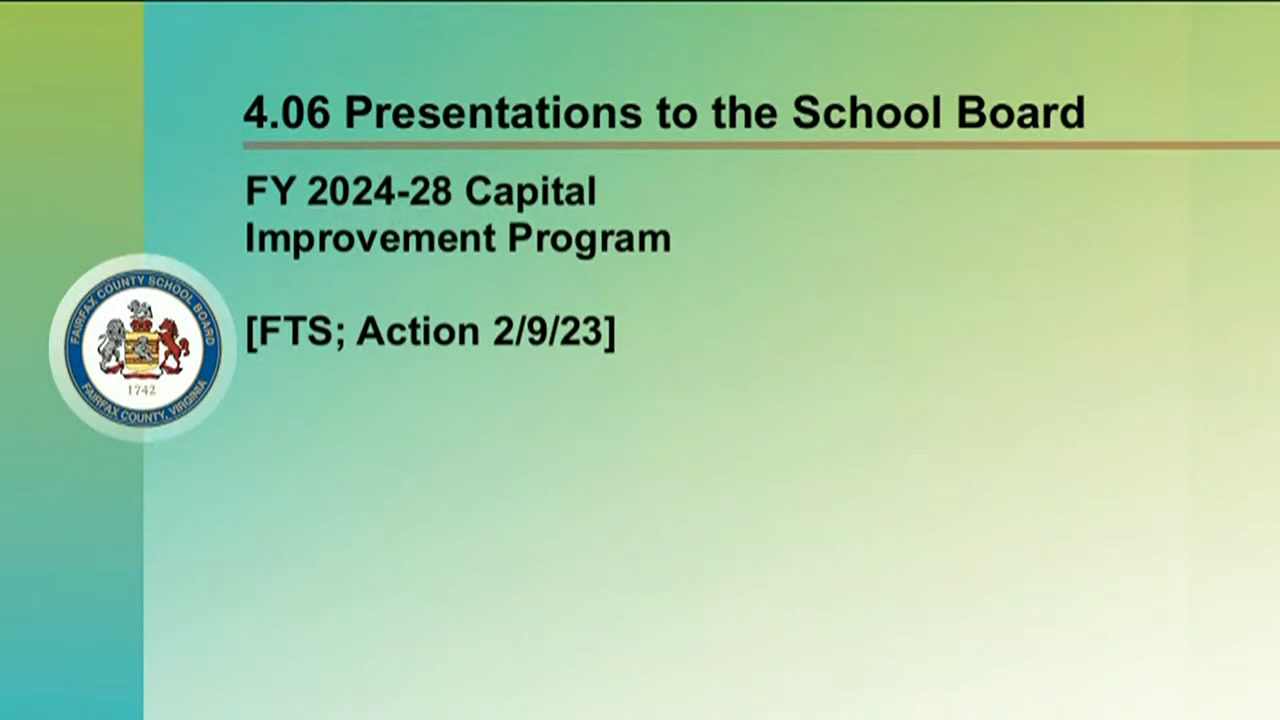 4.06 Presentations to the School Board
FY 2024-28 Capital
Improvement Program
[FTS; Action 2/9/23]
FAIRFAX COUNTY SCHOOL BOARD
1742
FAIRFAX COUNTY, VIRGINIA